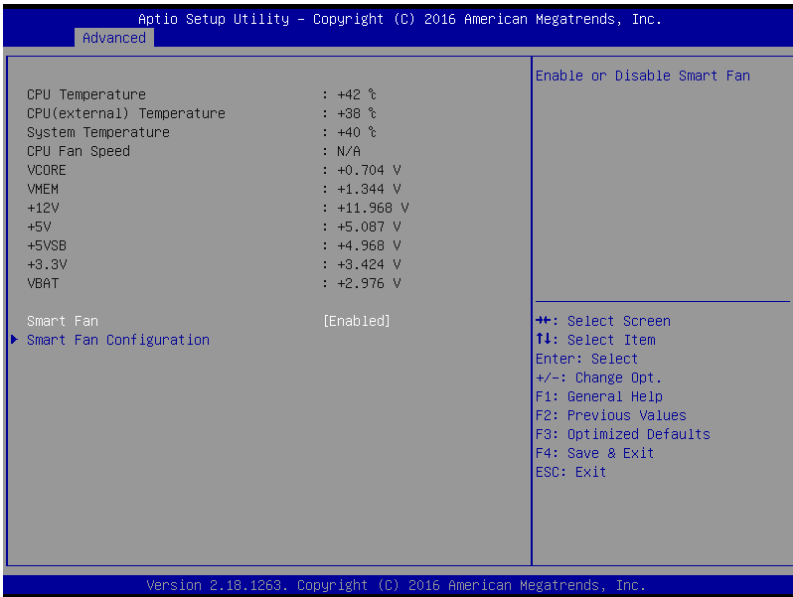 Aptio Setup Utility – Copyright (C) 2016 American Megatrends, Inc.
Advanced
CPU Temperature : +42 ℃
CPU(external) Temperature : +38 ℃
System Temperature : +40 ℃
CPU Fan Speed : N/A
VCORE : +0.704 V
VMEM : +1.344 V
+12V : +11.968 V
+5V : +5.087 V
+5VSB : +4.968 V
+3.3V : +3.424 V
VBAT : +2.976 V
Smart Fan [Enabled]
Smart Fan Configuration
Enable or Disable Smart Fan
→←: Select Screen
↑↓: Select Item
Enter: Select
+/-: Change Opt.
F1: General Help
F2: Previous Values
F3: Optimized Defaults
F4: Save & Exit
ESC: Exit
Version 2.18.1263. Copyright (C) 2016 American Megatrends, Inc.